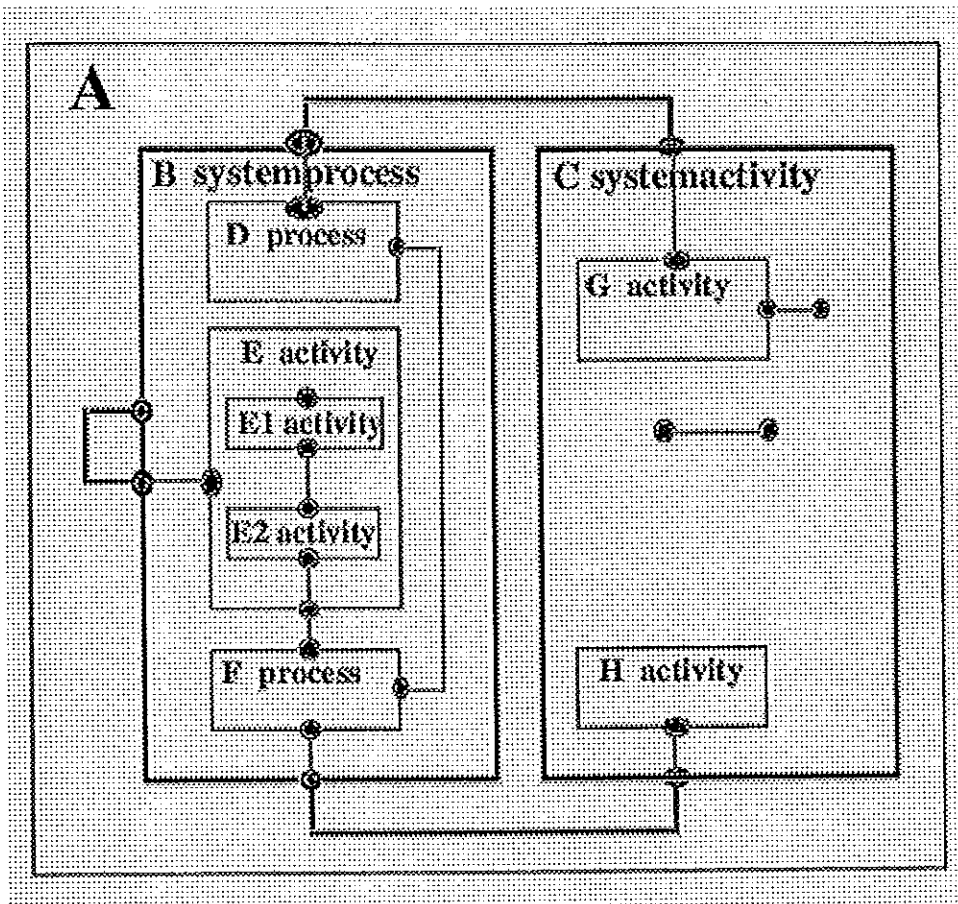 A
B systemprocess
C systemactivity
D process
E activity
E1 activity
E2 activity
F process
G activity
H activity